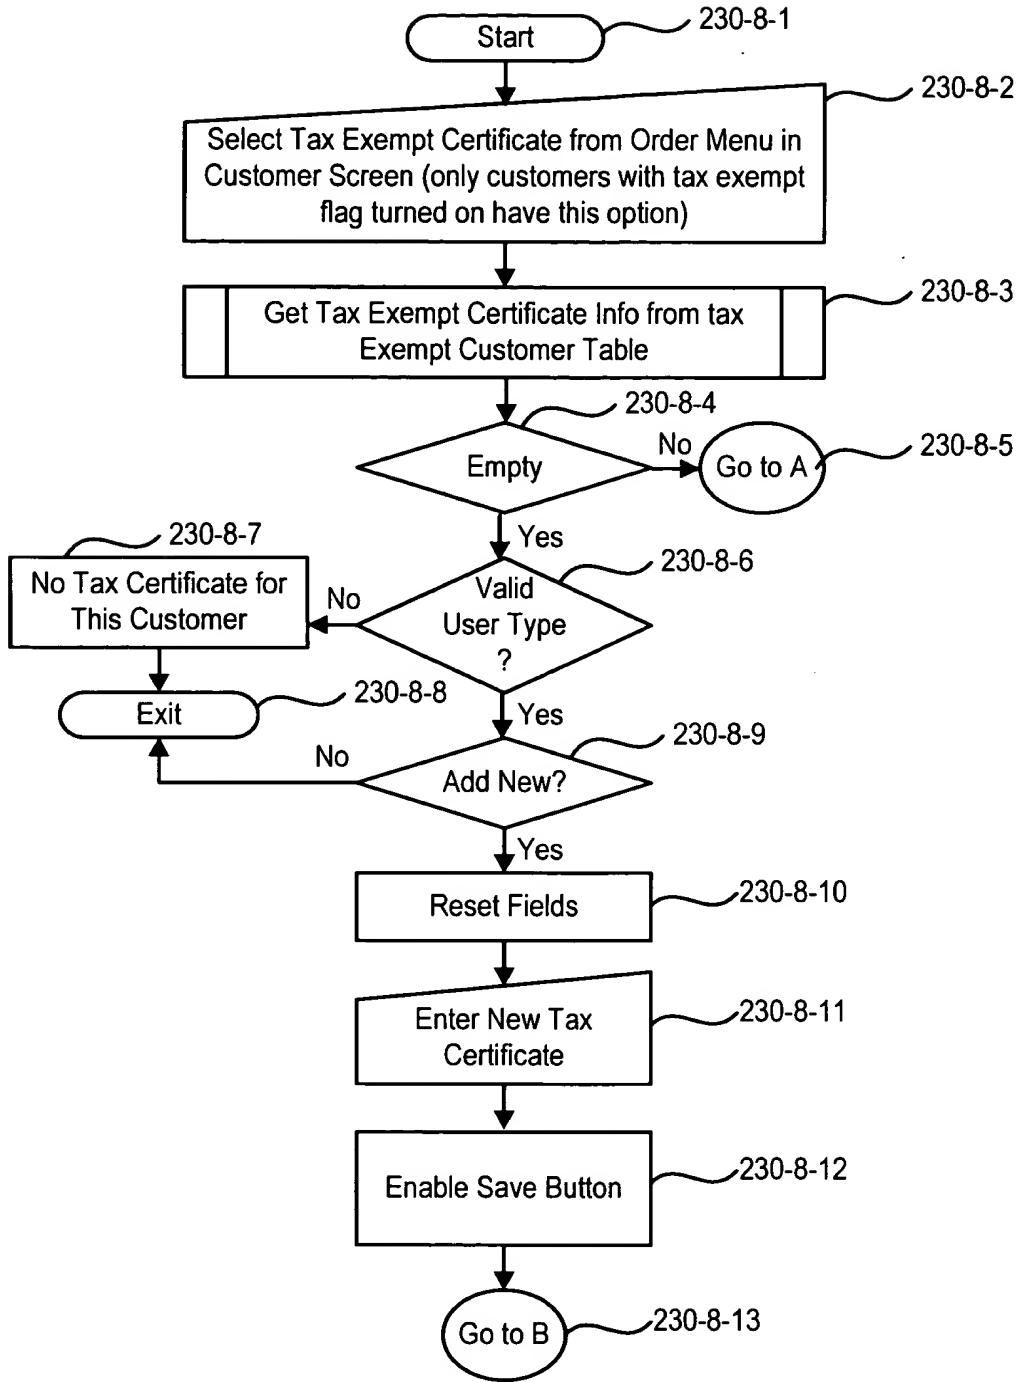 Start
230-8-1
230-8-2
Select Tax Exempt Certificate from Order Menu in
Customer Screen (only customers with tax exempt
flag turned on have this option)
230-8-3
Get Tax Exempt Certificate Info from tax
Exempt Customer Table
230-8-4
Empty
No
Go to A
230-8-5
Yes
230-8-6
Valid
User Type
?
No
230-8-7
No Tax Certificate for
This Customer
230-8-8
Exit
Yes
230-8-9
Add New?
No
Yes
Reset Fields
230-8-10
Enter New Tax
Certificate
230-8-11
Enable Save Button
230-8-12
Go to B
230-8-13